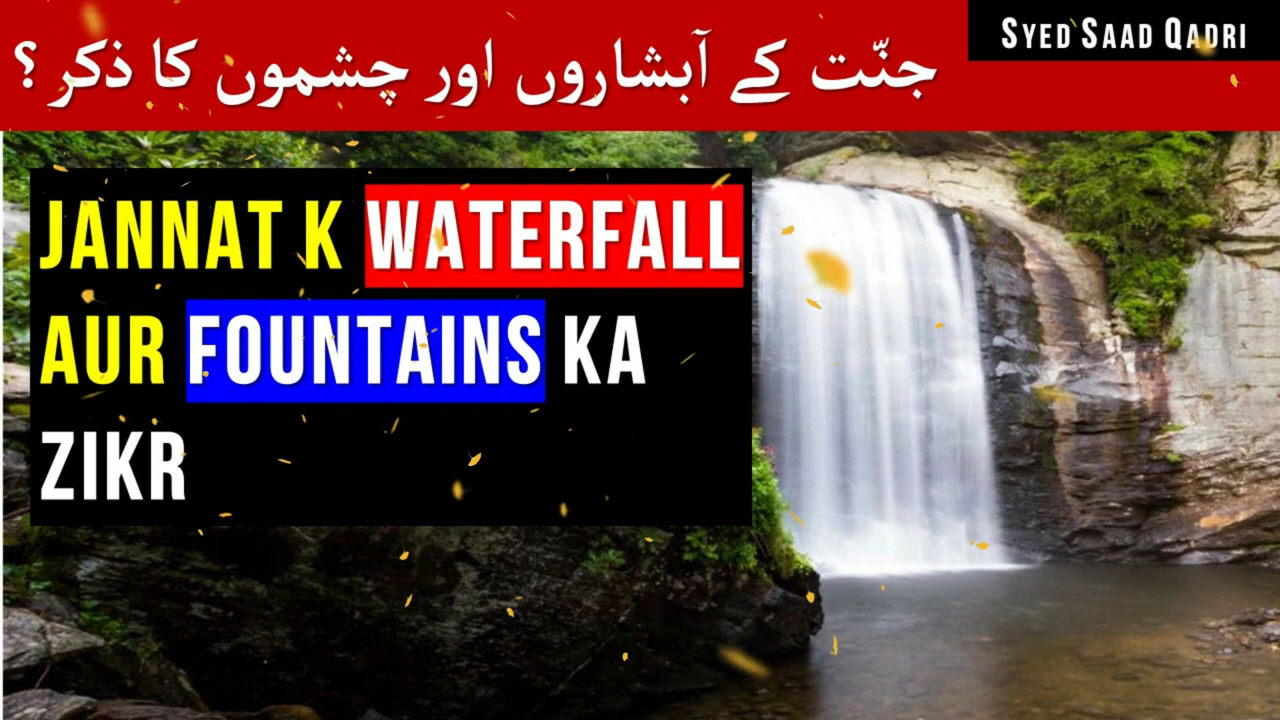 جنّت کے آبشاروں اور چشموں کا ذکر ؟
SYED SAAD QADRI
JANNAT K WATERFALL
AUR FOUNTAINS KA
ZIKR